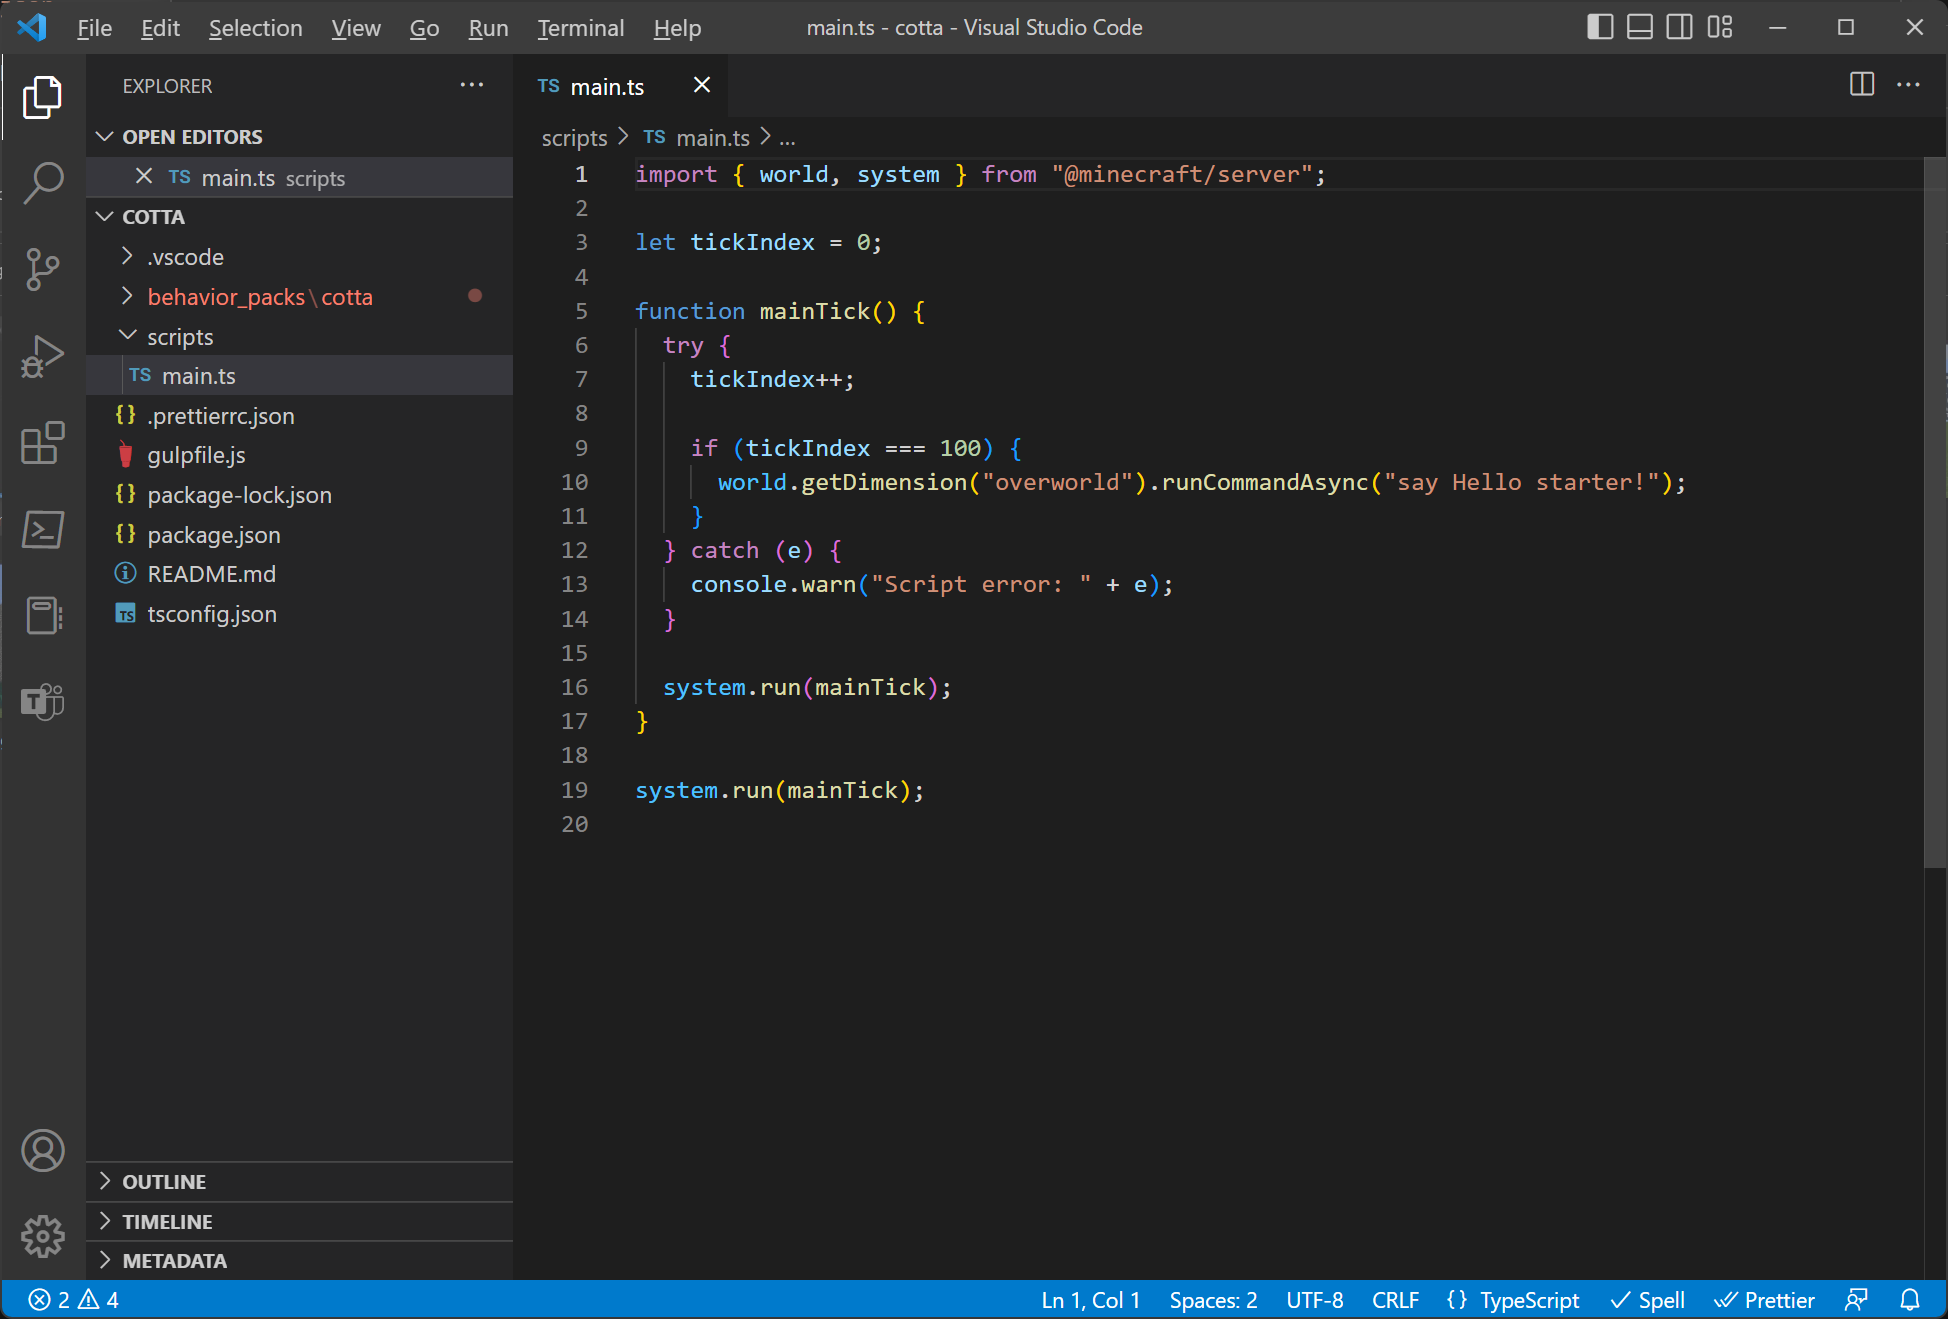 File Edit Selection View Go Run Terminal Help main.ts - cotta - Visual Studio Code
EXPLORER
OPEN EDITORS
TS main.ts scripts
COTTA
.vscode
behavior_packs\cotta
scripts
TS main.ts
{} .prettierrc.json
gulpfile.js
{} package-lock.json
{} package.json
README.md
TS tsconfig.json
OUTLINE
TIMELINE
METADATA
TS main.ts
scripts > TS main.ts > ...
1 import { world, system } from "@minecraft/server";
2
3 let tickIndex = 0;
4
5 function mainTick() {
6 try {
7 tickIndex++;
8
9 if (tickIndex === 100) {
10 world.getDimension("overworld").runCommandAsync("say Hello starter!");
11 }
12 } catch (e) {
13 console.warn("Script error: " + e);
14 }
15
16 system.run(mainTick);
17 }
18
19 system.run(mainTick);
20
2 4 Ln 1, Col 1 Spaces: 2 UTF-8 CRLF {} TypeScript Spell Prettier